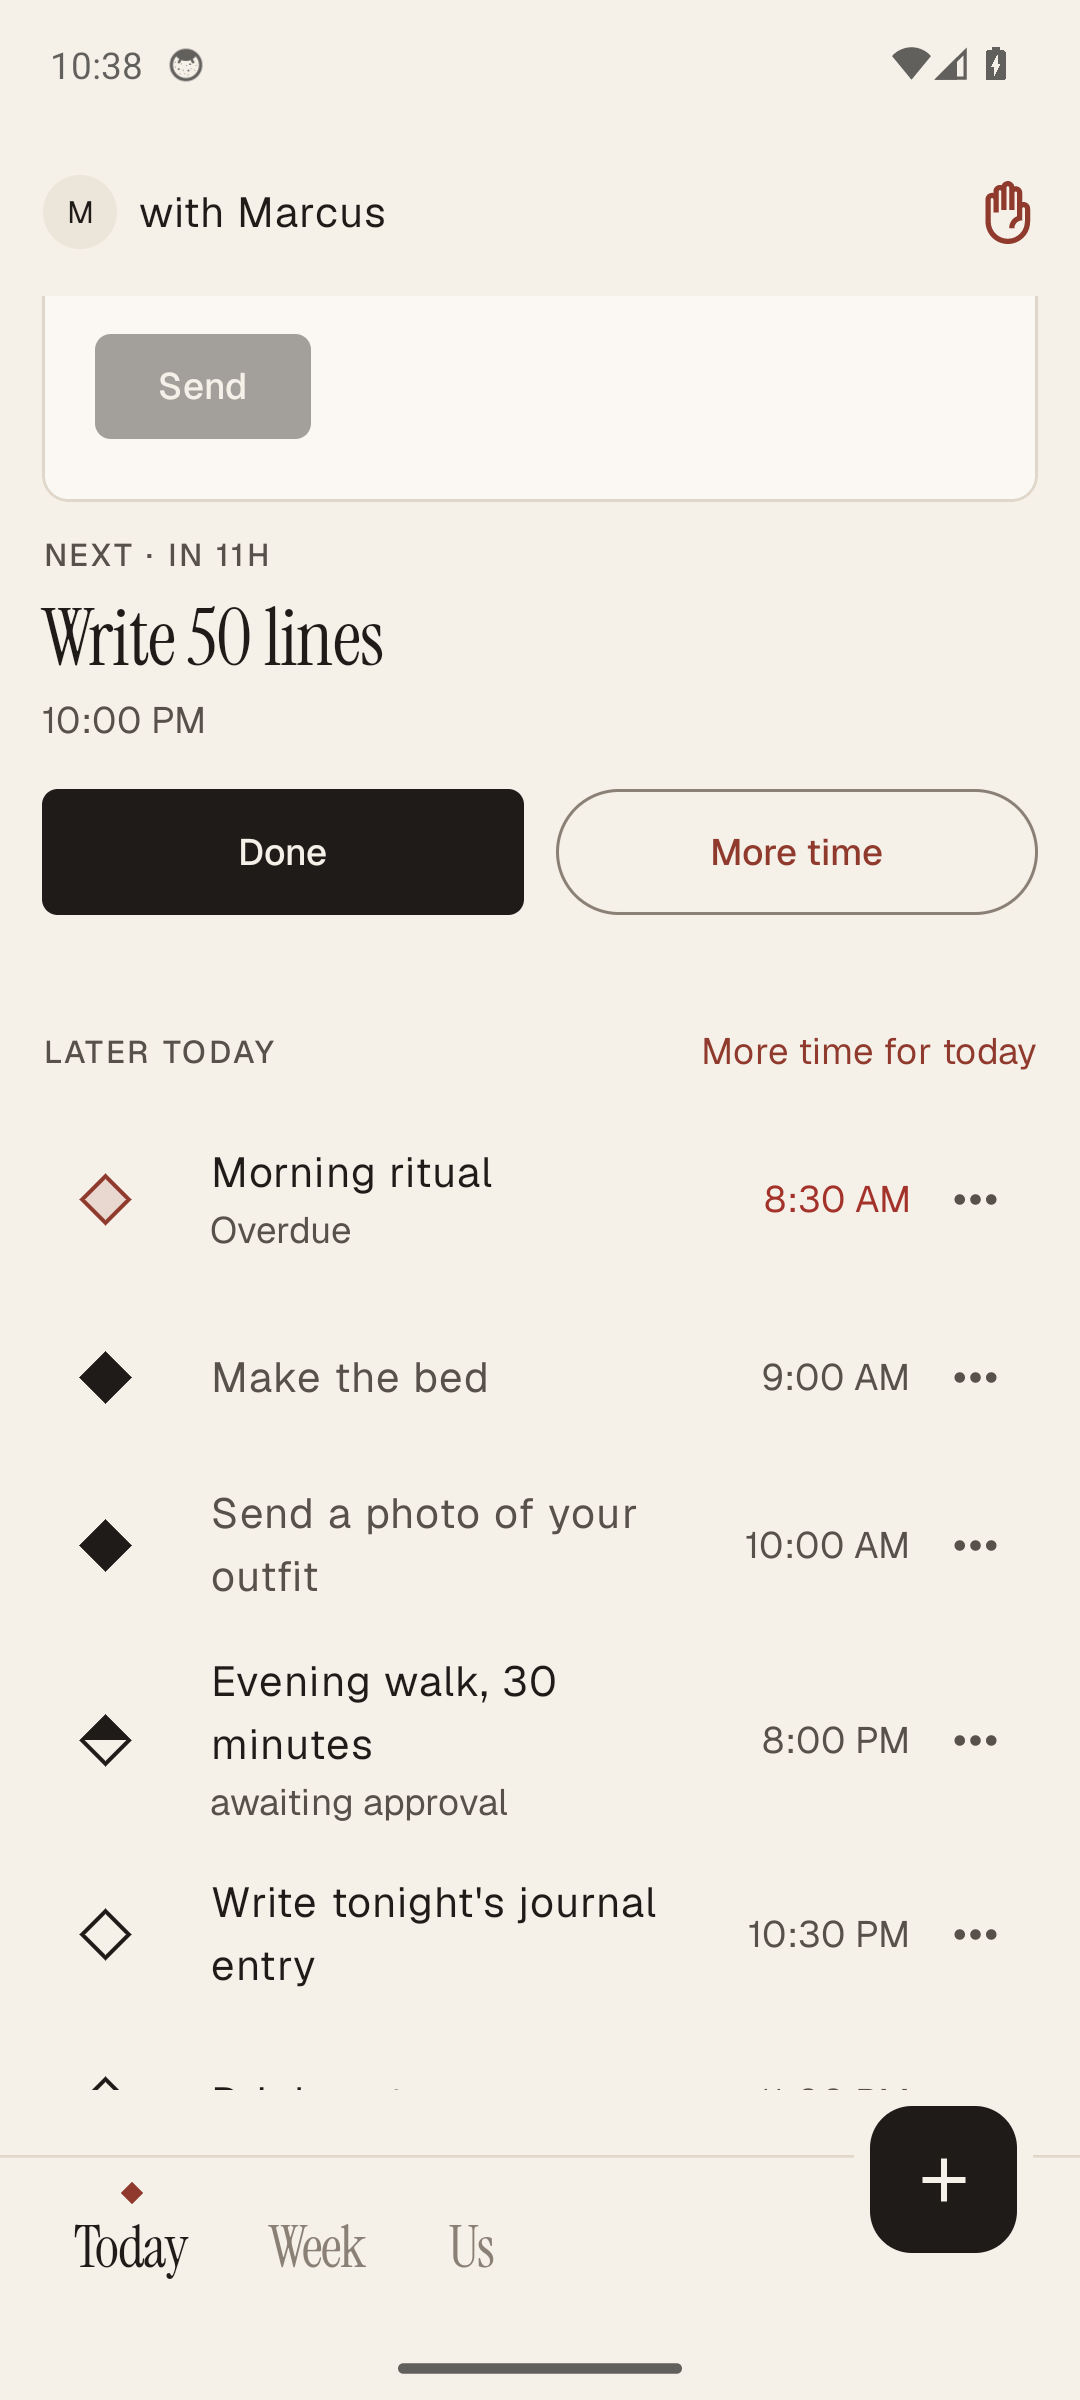 10:38
M with Marcus
Send
NEXT · IN 11H
Write 50 lines
10:00 PM
Done More time
LATER TODAY More time for today
Morning ritual
Overdue
8:30 AM
Make the bed 9:00 AM
Send a photo of your
outfit
10:00 AM
Evening walk, 30
minutes
awaiting approval
8:00 PM
Write tonight's journal
entry
10:30 PM
Today Week Us